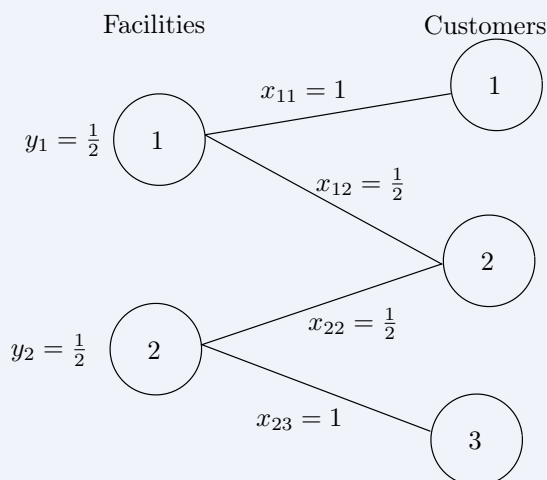 Facilities
Customers
1
x₁₁ = 1
y₁ = ½
1
x₁₂ = ½
2
x₂₂ = ½
y₂ = ½
2
x₂₃ = 1
3